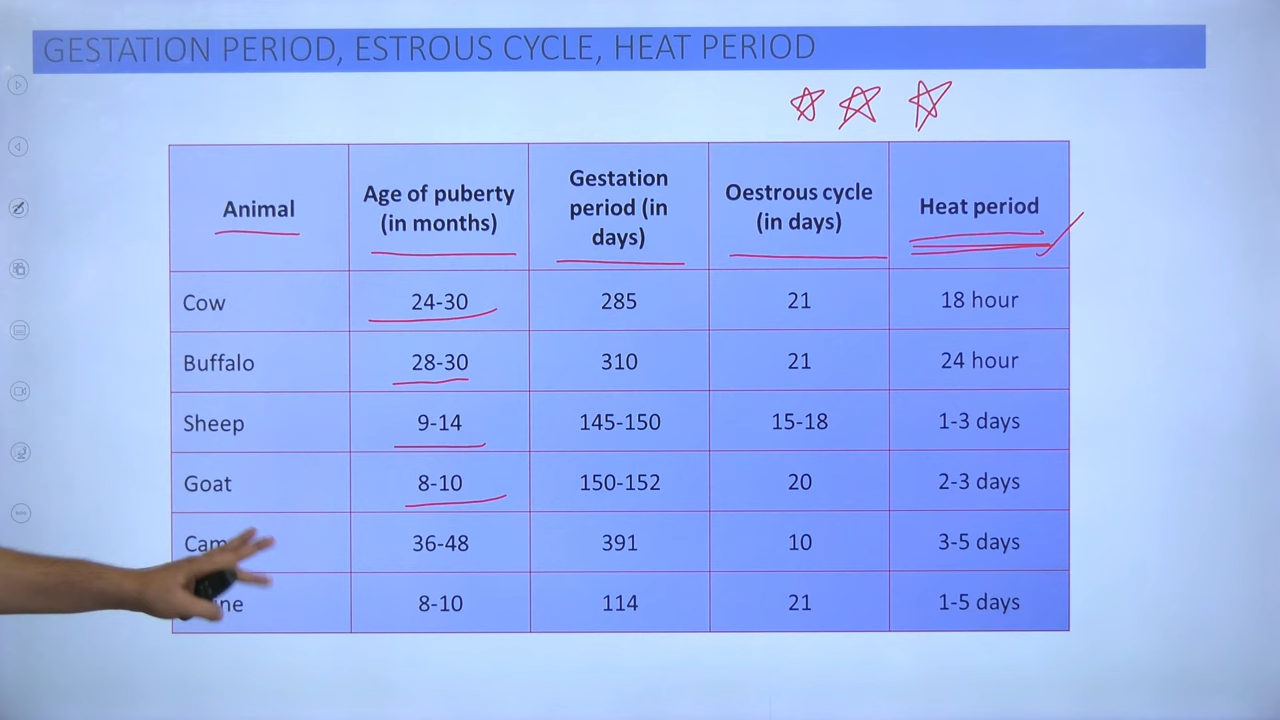 GESTATION PERIOD, ESTROUS CYCLE, HEAT PERIOD
Animal
Age of puberty
(in months)
Gestation
period (in
days)
Oestrous cycle
(in days)
Heat period
Cow 24-30 285 21 18 hour
Buffalo 28-30 310 21 24 hour
Sheep 9-14 145-150 15-18 1-3 days
Goat 8-10 150-152 20 2-3 days
36-48 391 10 3-5 days
8-10 114 21 1-5 days